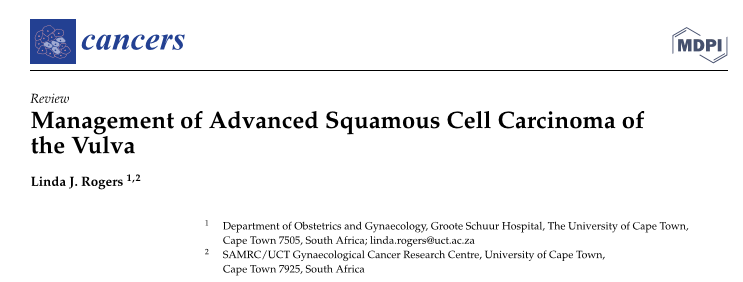 cancers
MDPI
Review
Management of Advanced Squamous Cell Carcinoma of
the Vulva
Linda J. Rogers 1,2
1 Department of Obstetrics and Gynaecology, Groote Schuur Hospital, The University of Cape Town,
Cape Town 7505, South Africa; linda.rogers@uct.ac.za
2 SAMRC/UCT Gynaecological Cancer Research Centre, University of Cape Town,
Cape Town 7925, South Africa